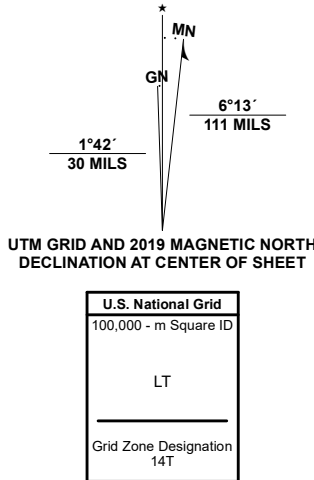 ★
MN
GN
6°13´
111 MILS
1°42´
30 MILS
UTM GRID AND 2019 MAGNETIC NORTH
DECLINATION AT CENTER OF SHEET
U.S. National Grid
100,000 - m Square ID
LT
Grid Zone Designation
14T